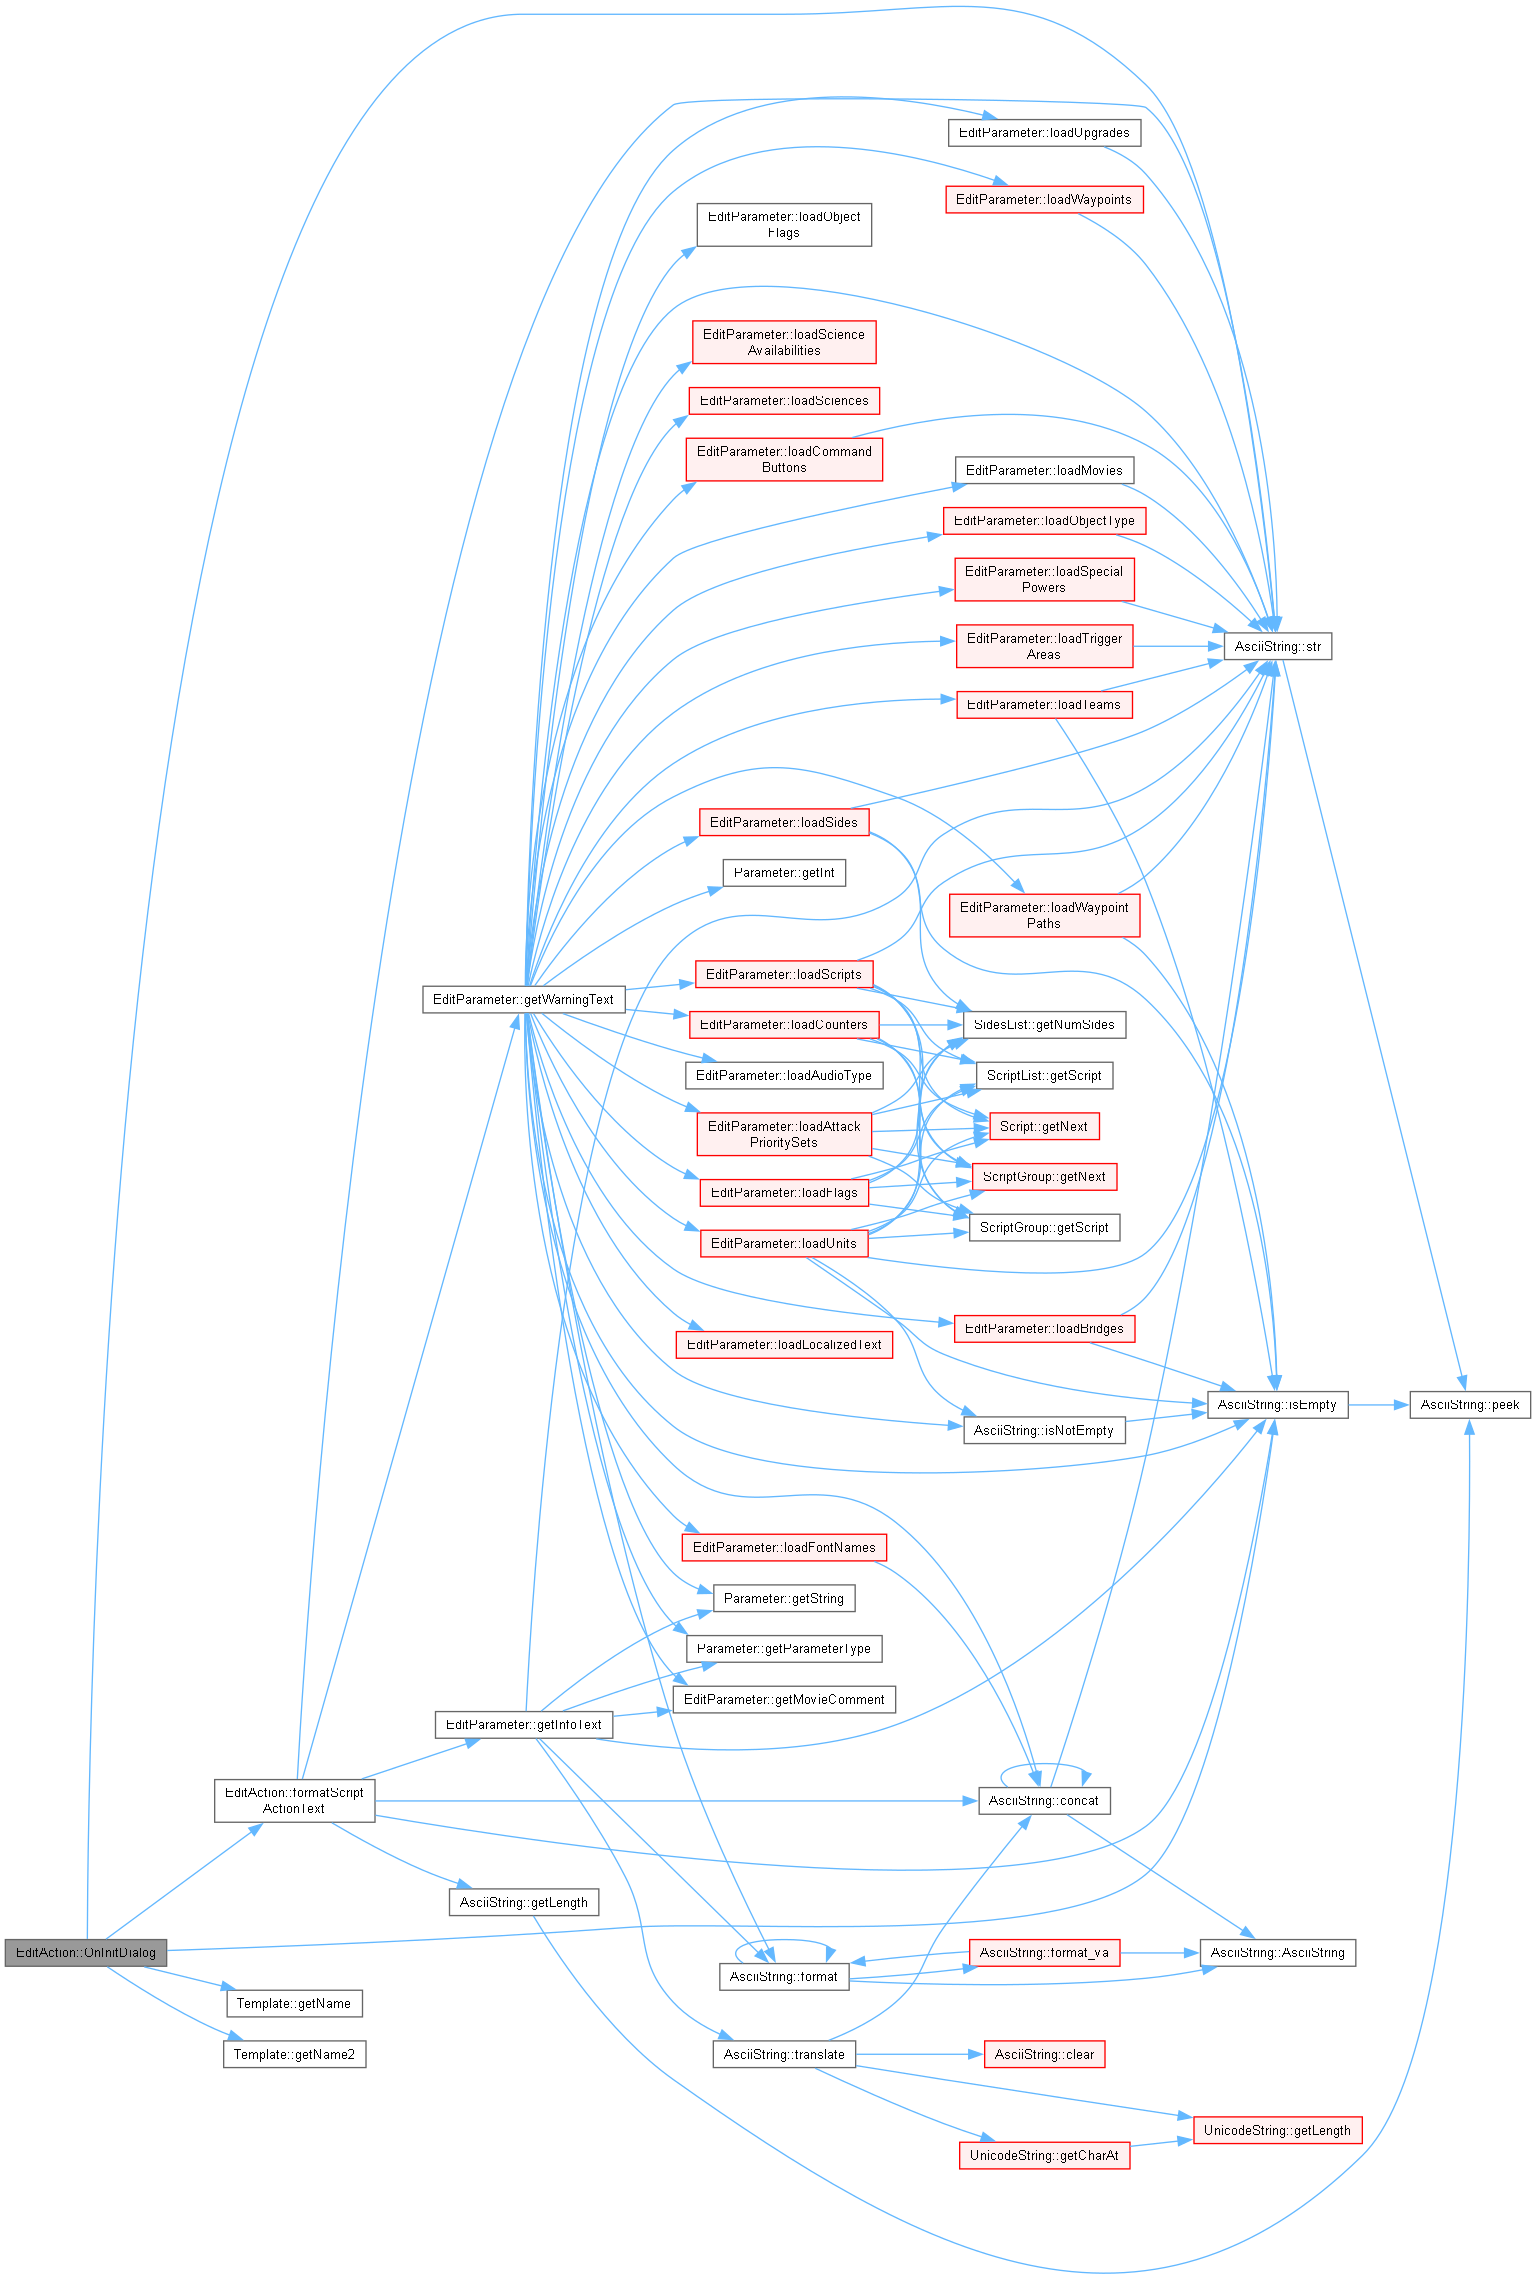 EditParameter::loadUpgrades
EditParameter::loadWaypoints
EditParameter::loadObject
Flags
EditParameter::loadScience
Availabilities
EditParameter::loadSciences
EditParameter::loadCommand
Buttons
EditParameter::loadMovies
EditParameter::loadObjectType
EditParameter::loadSpecial
Powers
EditParameter::loadTrigger
Areas
AsciiString::str
EditParameter::loadTeams
EditParameter::loadSides
Parameter::getInt
EditParameter::loadWaypoint
Paths
EditParameter::loadScripts
EditParameter::getWarningText
EditParameter::loadCounters
SidesList::getNumSides
EditParameter::loadAudioType
ScriptList::getScript
EditParameter::loadAttack
PrioritySets
Script::getNext
ScriptGroup::getNext
EditParameter::loadFlags
ScriptGroup::getScript
EditParameter::loadUnits
EditParameter::loadBridges
EditParameter::loadLocalizedText
AsciiString::isEmpty
AsciiString::peek
AsciiString::isNotEmpty
EditParameter::loadFontNames
Parameter::getString
Parameter::getParameterType
EditParameter::getMovieComment
EditParameter::getInfoText
EditAction::formatScript
ActionText
AsciiString::concat
AsciiString::getLength
EditAction::OnInitDialog
AsciiString::format_va
AsciiString::AsciiString
AsciiString::format
Template::getName
Template::getName2
AsciiString::translate
AsciiString::clear
UnicodeString::getLength
UnicodeString::getCharAt